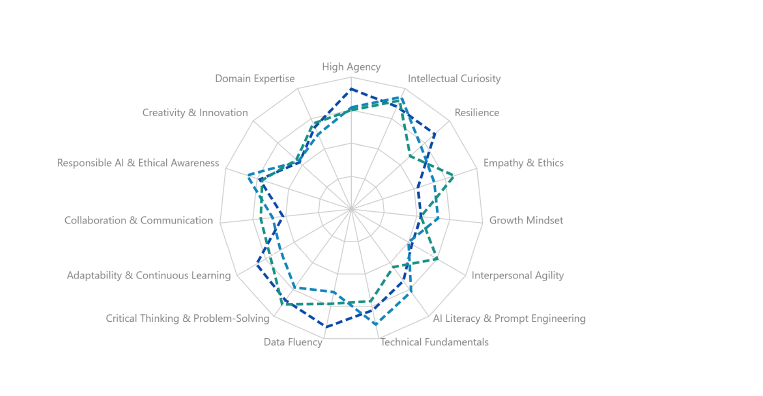 High Agency
Domain Expertise
Intellectual Curiosity
Creativity & Innovation
Resilience
Responsible AI & Ethical Awareness
Empathy & Ethics
Collaboration & Communication
Growth Mindset
Adaptability & Continuous Learning
Interpersonal Agility
Critical Thinking & Problem-Solving
AI Literacy & Prompt Engineering
Data Fluency
Technical Fundamentals